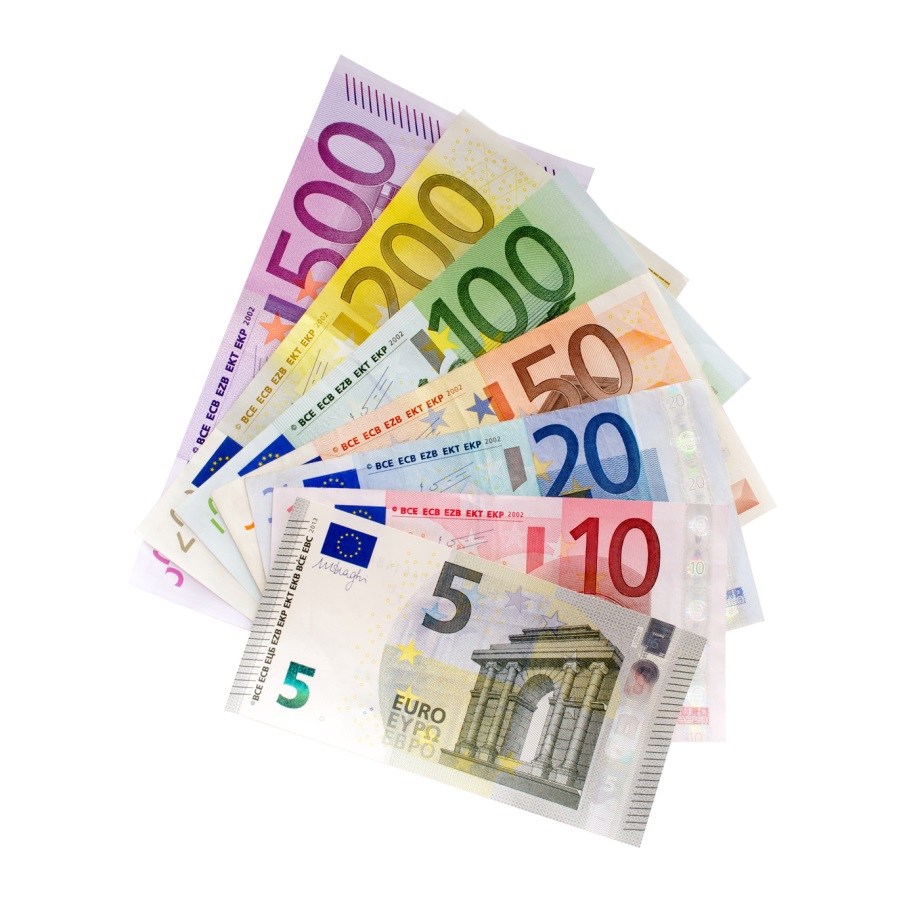 500
© BCE ECB EZB EKT EKP 2002
200
© BCE ECB EZB EKT EKP 2002
100
© BCE ECB EZB EKT EKP 2002
50
© BCE ECB EZB EKT EKP 2002
20
© BCE ECB EZB EKT EKP 2002
20
20
10
© BCE ECB EZB EKT EKP 2002
10
©BCE ECB ЕЦБ EZB EKP EKT EKB BĊE EBC 2013
5
5
EURO
ΕΥΡΩ
ЕВРО